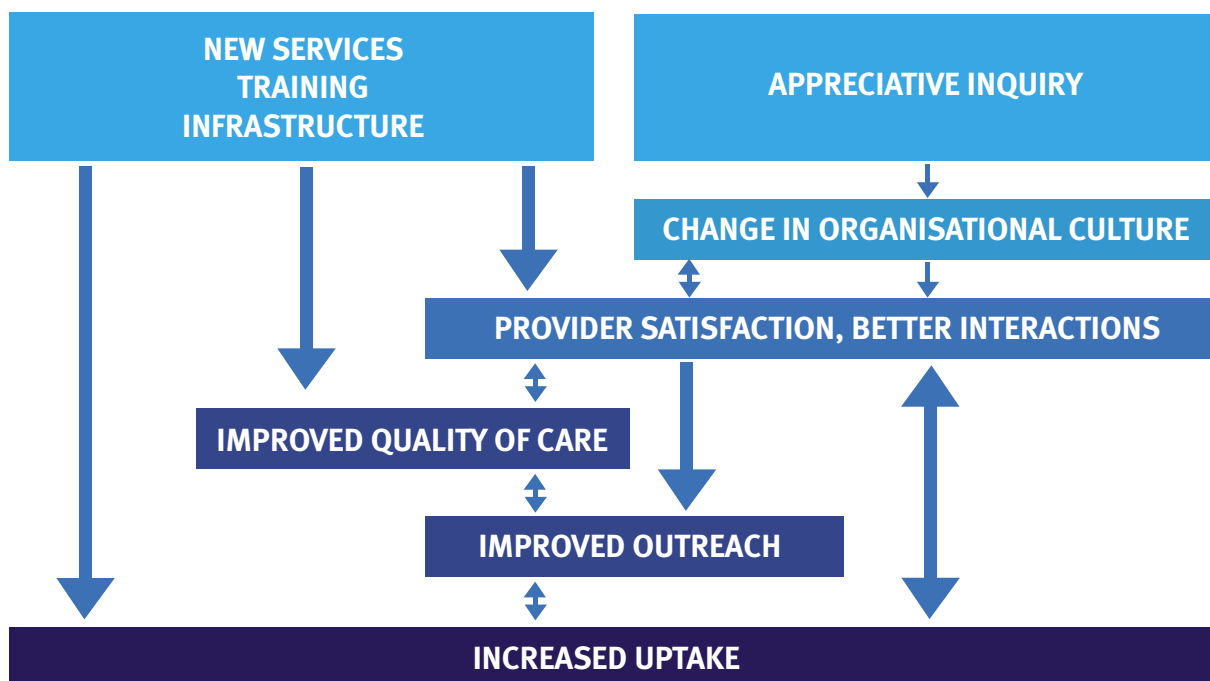 NEW SERVICES
TRAINING
INFRASTRUCTURE
APPRECIATIVE INQUIRY
CHANGE IN ORGANISATIONAL CULTURE
PROVIDER SATISFACTION, BETTER INTERACTIONS
IMPROVED QUALITY OF CARE
IMPROVED OUTREACH
INCREASED UPTAKE